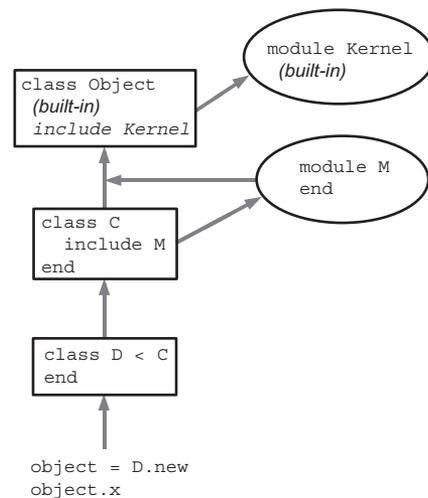 module Kernel
(built-in)
class Object
(built-in)
include Kernel
module M
end
class C
include M
end
class D < C
end
object = D.new
object.x